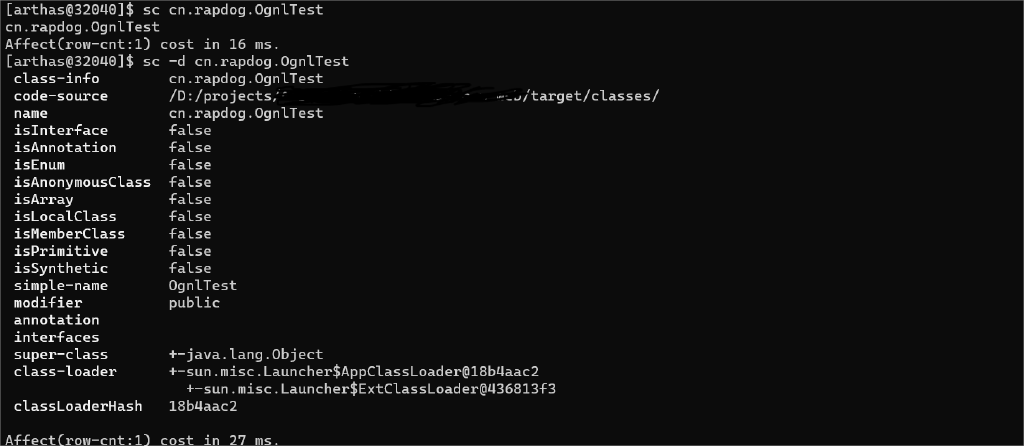 [arthas@32040]$ sc cn.rapdog.OgnlTest
cn.rapdog.OgnlTest
Affect(row-cnt:1) cost in 16 ms.
[arthas@32040]$ sc -d cn.rapdog.OgnlTest
class-info cn.rapdog.OgnlTest
code-source /D:/projects/ /target/classes/
name cn.rapdog.OgnlTest
isInterface false
isAnnotation false
isEnum false
isAnonymousClass false
isArray false
isLocalClass false
isMemberClass false
isPrimitive false
isSynthetic false
simple-name OgnlTest
modifier public
annotation
interfaces
super-class +-java.lang.Object
class-loader +-sun.misc.Launcher$AppClassLoader@18b4aac2
+-sun.misc.Launcher$ExtClassLoader@436813f3
classLoaderHash 18b4aac2
Affect(row-cnt:1) cost in 27 ms.